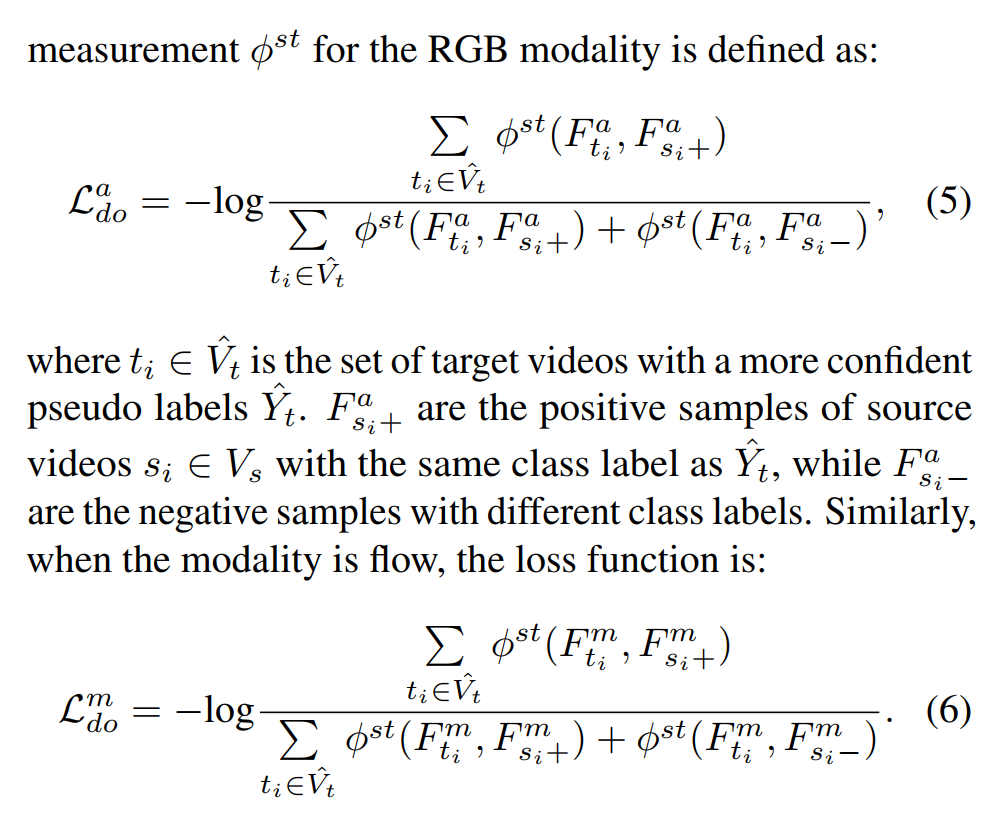 measurement $\phi^{st}$ for the RGB modality is defined as:
$$\mathcal{L}_{do}^{a} = -\log \frac{\sum\limits_{t_i \in \hat{V}_t} \phi^{st}(F_{t_i}^{a}, F_{s_i+}^{a})}{\sum\limits_{t_i \in \hat{V}_t} \phi^{st}(F_{t_i}^{a}, F_{s_i+}^{a}) + \phi^{st}(F_{t_i}^{a}, F_{s_i-}^{a})}, \quad (5)$$
where $t_i \in \hat{V}_t$ is the set of target videos with a more confident
pseudo labels $\hat{Y}_t$. $F_{s_i+}^{a}$ are the positive samples of source
videos $s_i \in V_s$ with the same class label as $\hat{Y}_t$, while $F_{s_i-}^{a}$
are the negative samples with different class labels. Similarly,
when the modality is flow, the loss function is:
$$\mathcal{L}_{do}^{m} = -\log \frac{\sum\limits_{t_i \in \hat{V}_t} \phi^{st}(F_{t_i}^{m}, F_{s_i+}^{m})}{\sum\limits_{t_i \in \hat{V}_t} \phi^{st}(F_{t_i}^{m}, F_{s_i+}^{m}) + \phi^{st}(F_{t_i}^{m}, F_{s_i-}^{m})}. \quad (6)$$